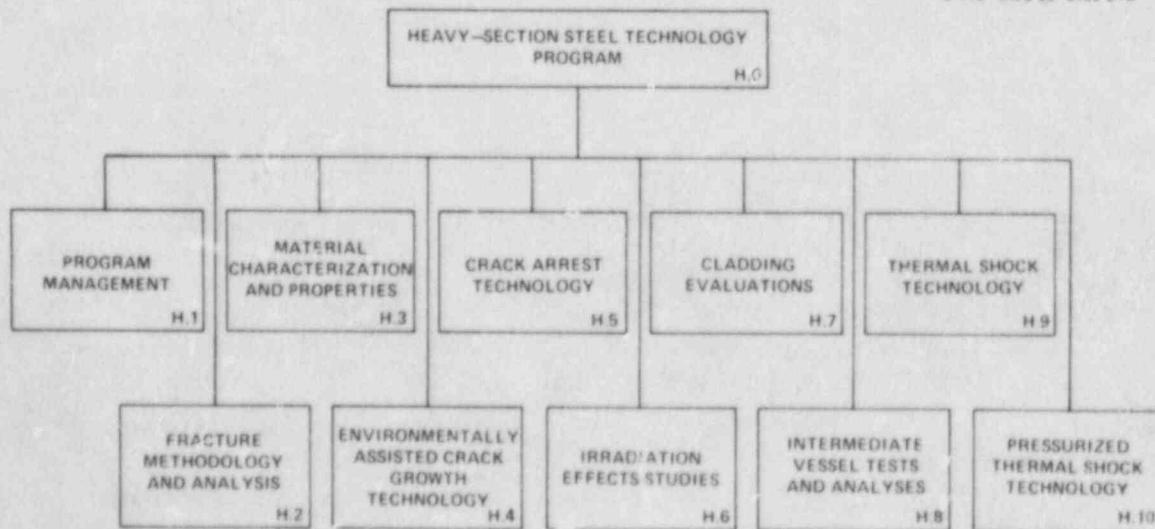 HEAVY–SECTION STEEL TECHNOLOGY
PROGRAM
H.0
PROGRAM
MANAGEMENT
H.1
MATERIAL
CHARACTERIZATION
AND PROPERTIES
H.3
CRACK ARREST
TECHNOLOGY
H.5
CLADDING
EVALUATIONS
H.7
THERMAL SHOCK
TECHNOLOGY
H.9
FRACTURE
METHODOLOGY
AND ANALYSIS
H.2
ENVIRONMENTALLY
ASSISTED CRACK
GROWTH
TECHNOLOGY
H.4
IRRADIATION
EFFECTS STUDIES
H.6
INTERMEDIATE
VESSEL TESTS
AND ANALYSES
H.8
PRESSURIZED
THERMAL SHOCK
TECHNOLOGY
H.10